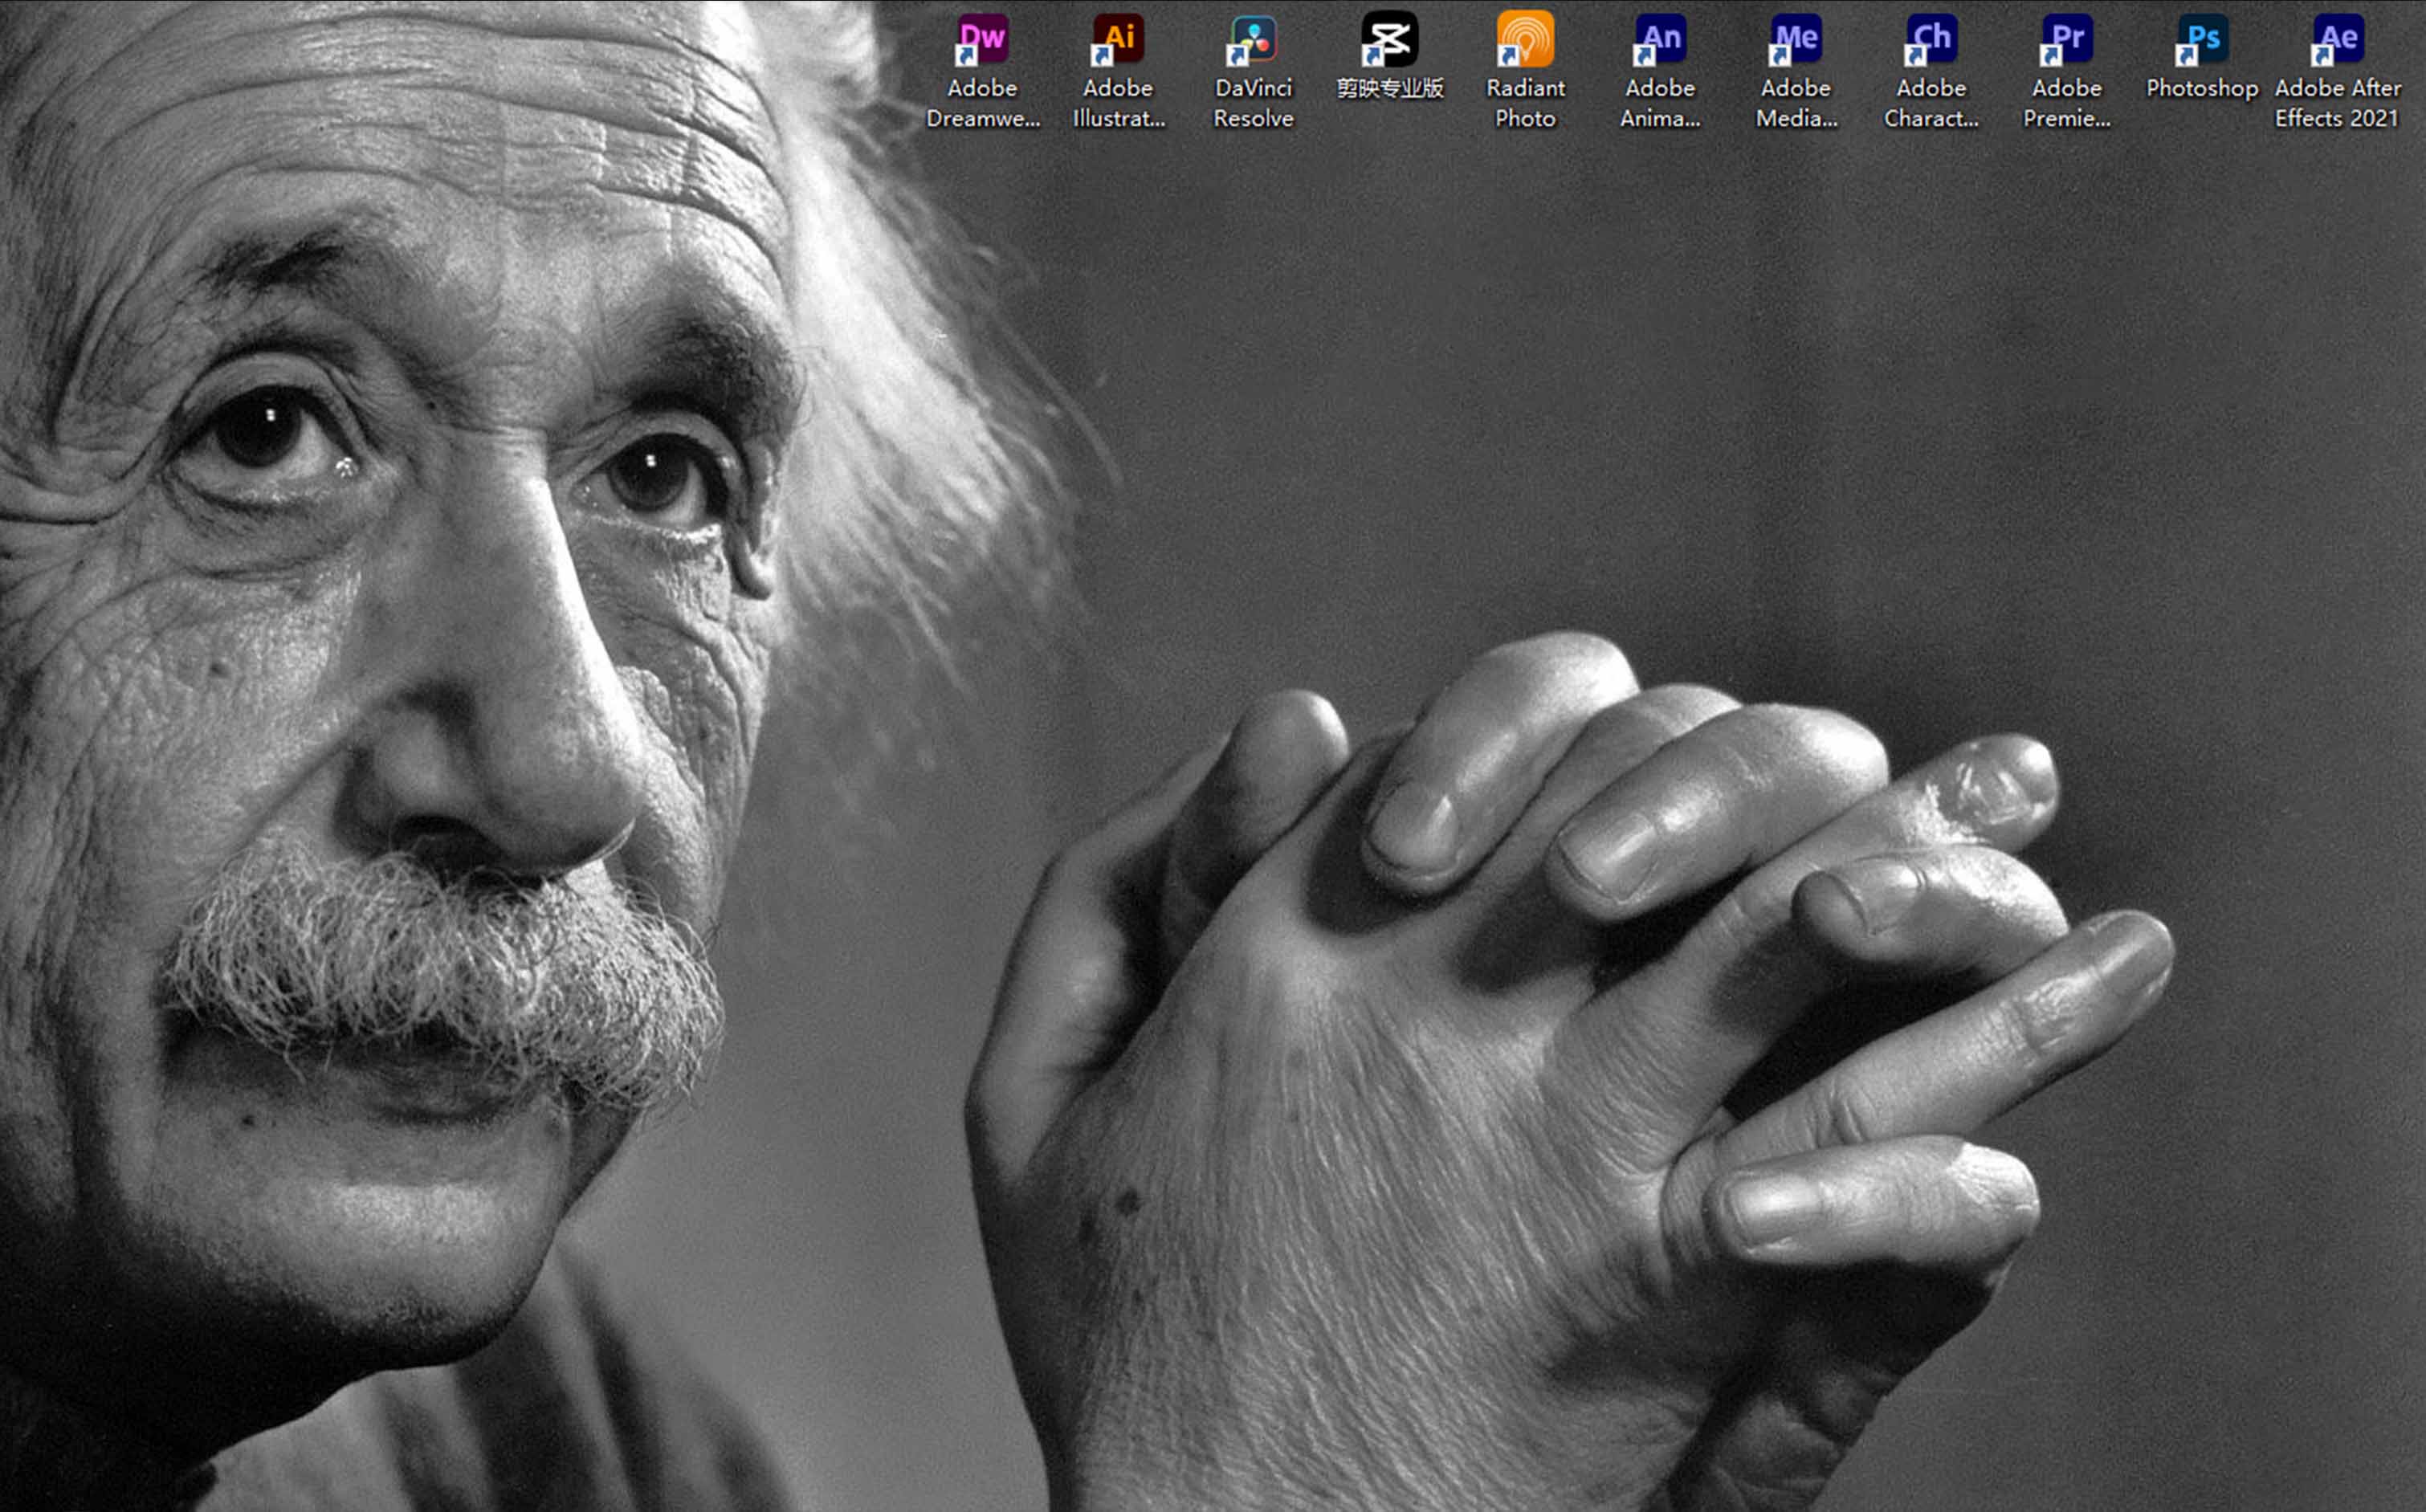 Dw
Adobe
Dreamwe...
Ai
Adobe
Illustrat...
DaVinci
Resolve
剪映专业版
Radiant
Photo
An
Adobe
Anima...
Me
Adobe
Media...
Ch
Adobe
Charact...
Pr
Adobe
Premie...
Ps
Photoshop
Ae
Adobe After
Effects 2021